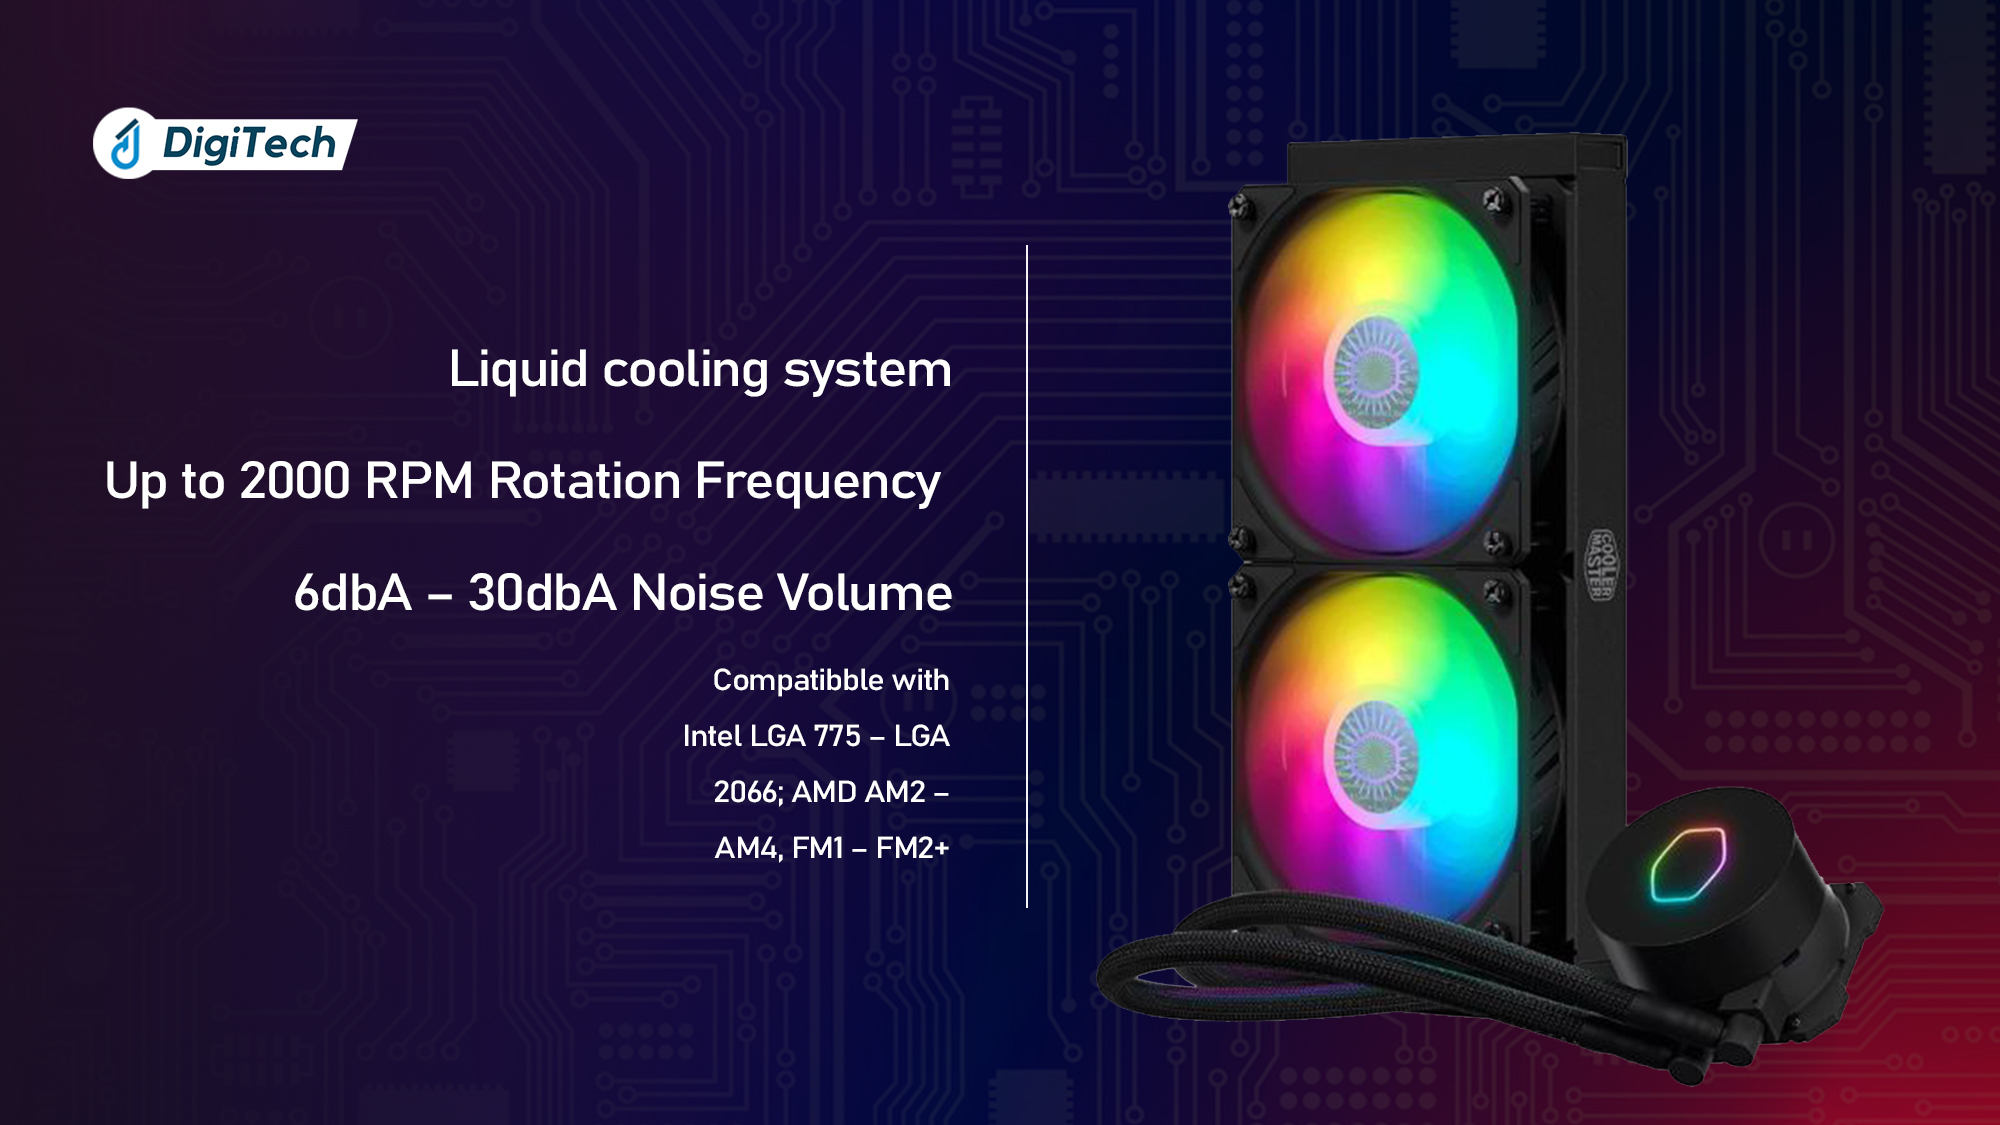 DigiTech
Liquid cooling system
Up to 2000 RPM Rotation Frequency
6dbA – 30dbA Noise Volume
Compatibble with
Intel LGA 775 – LGA
2066; AMD AM2 –
AM4, FM1 – FM2+
COOLER
MASTER